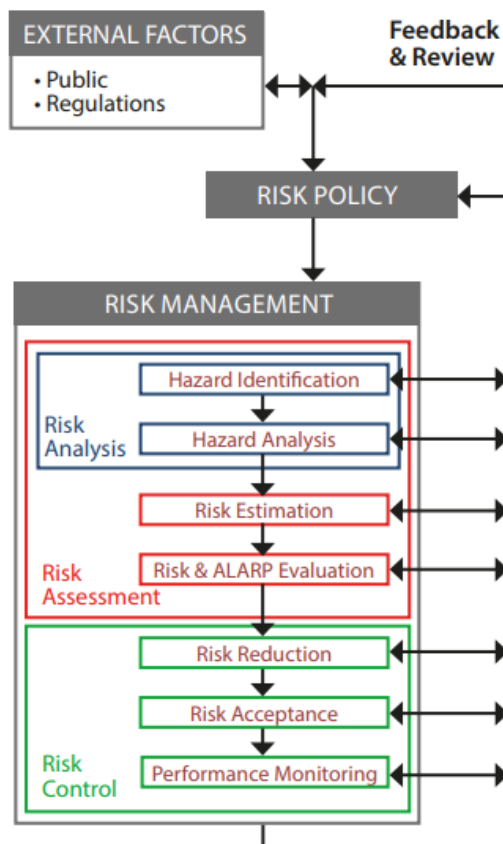 EXTERNAL FACTORS
• Public
• Regulations
Feedback
& Review
RISK POLICY
RISK MANAGEMENT
Hazard Identification
Risk
Analysis
Hazard Analysis
Risk Estimation
Risk & ALARP Evaluation
Risk
Assessment
Risk Reduction
Risk Acceptance
Performance Monitoring
Risk
Control